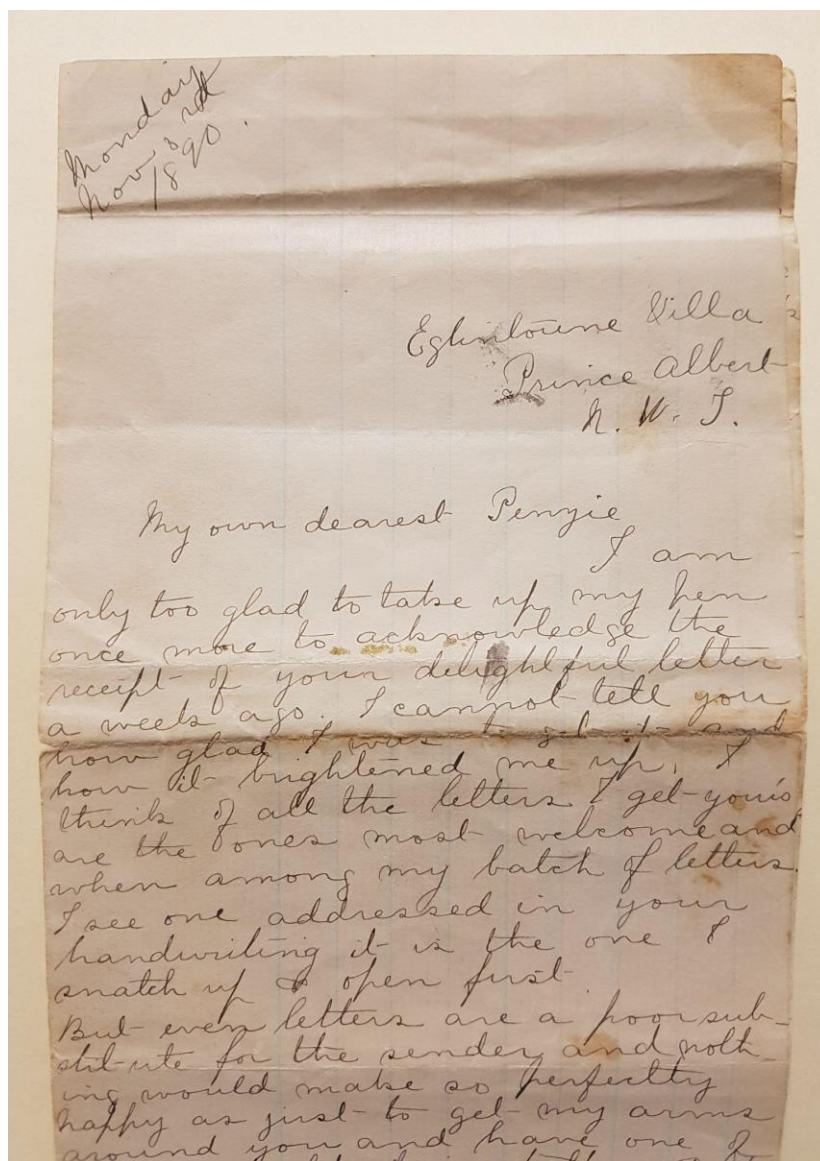 Monday
Nov 3rd
1890.
Eglintoune Villa
Prince Albert
N. W. T.
My own dearest Penzie
I am
only too glad to take up my pen
once more to acknowledge the
receipt of your delightful letter
a week ago. I cannot tell you
how glad I was to get it and
how it brightened me up. I
think of all the letters I get your's
are the ones most welcome and
when among my batch of letters
I see one addressed in your
handwriting it is the one I
snatch up & open first
But even letters are a poor sub-
stitute for the sender and noth-
ing would make so perfectly
happy as just to get my arms
around you and have one of